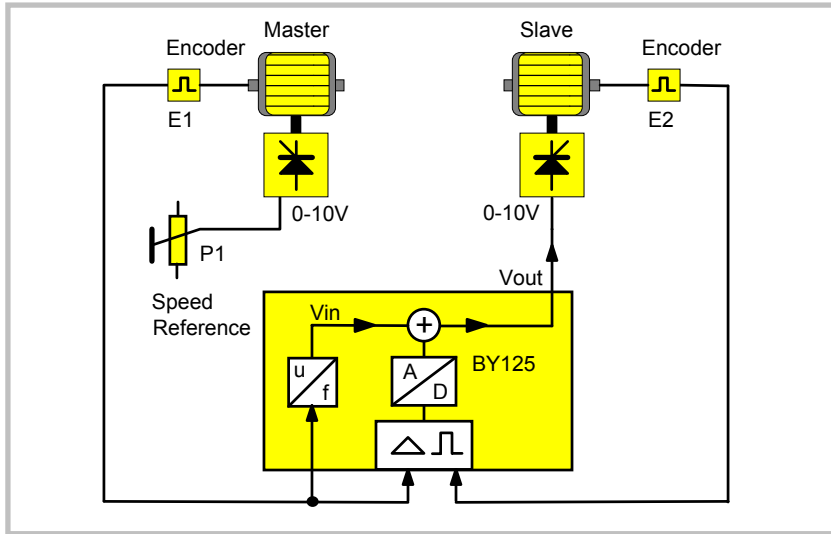 Master
Slave
Encoder
Encoder
E1
E2
0-10V
0-10V
P1
Speed
Reference
Vout
Vin
BY125
u
f
A
D